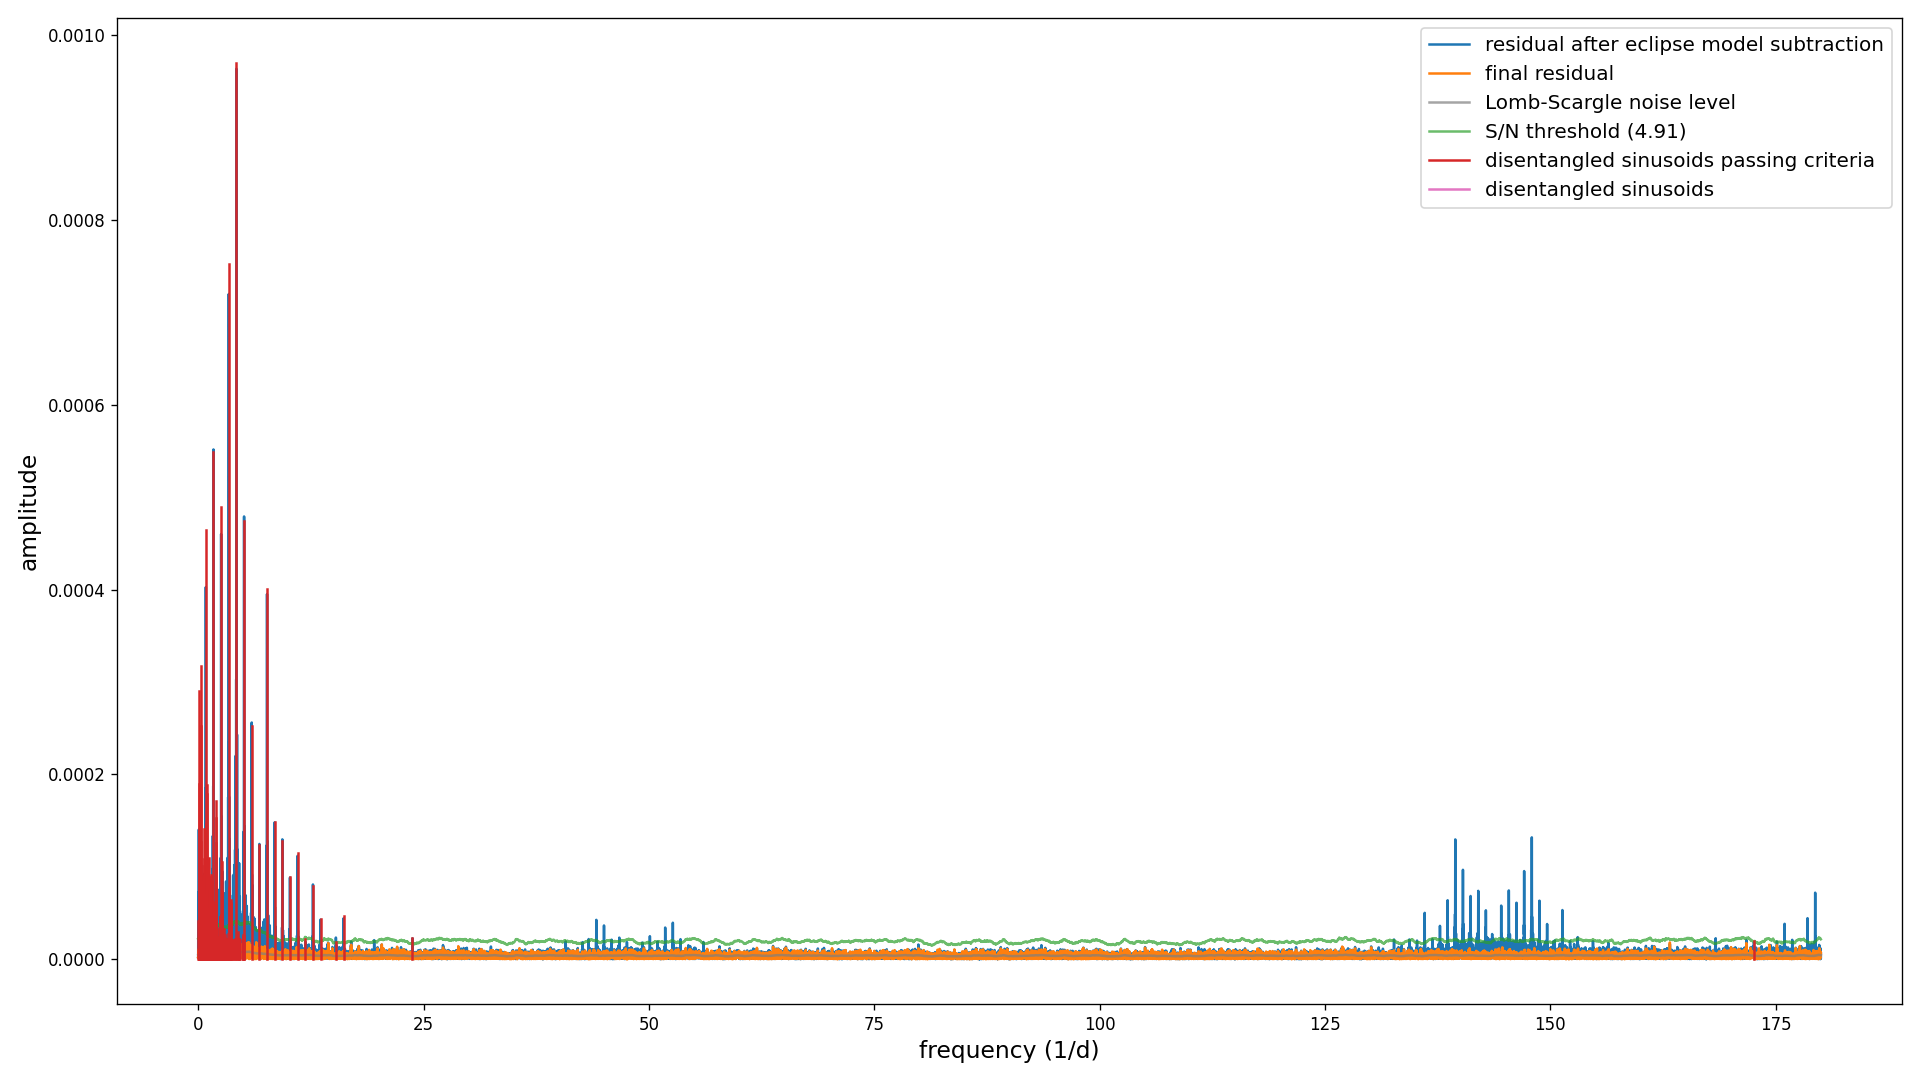 0.0010
0.0008
0.0006
0.0004
0.0002
0.0000
amplitude
0
25
50
75
100
125
150
175
frequency (1/d)
residual after eclipse model subtraction
final residual
Lomb-Scargle noise level
S/N threshold (4.91)
disentangled sinusoids passing criteria
disentangled sinusoids